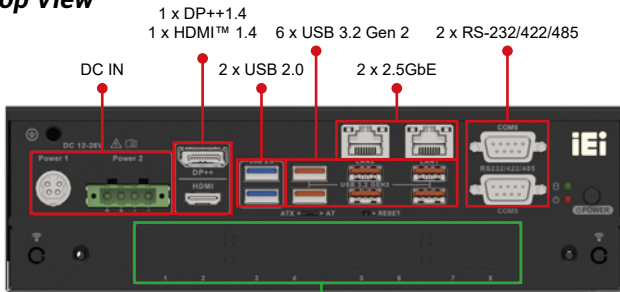 op View
1 x DP++1.4
1 x HDMI™ 1.4
6 x USB 3.2 Gen 2
2 x RS-232/422/485
DC IN
2 x USB 2.0
2 x 2.5GbE
DC 12-28V
Power 1
Power 2
DP++
HDMI
USB 3.2 GEN2
ATX
AT
RESET
COM6
RS232/422/485
COM5
iEi
POWER
1 2 3 4 5 6 7 8